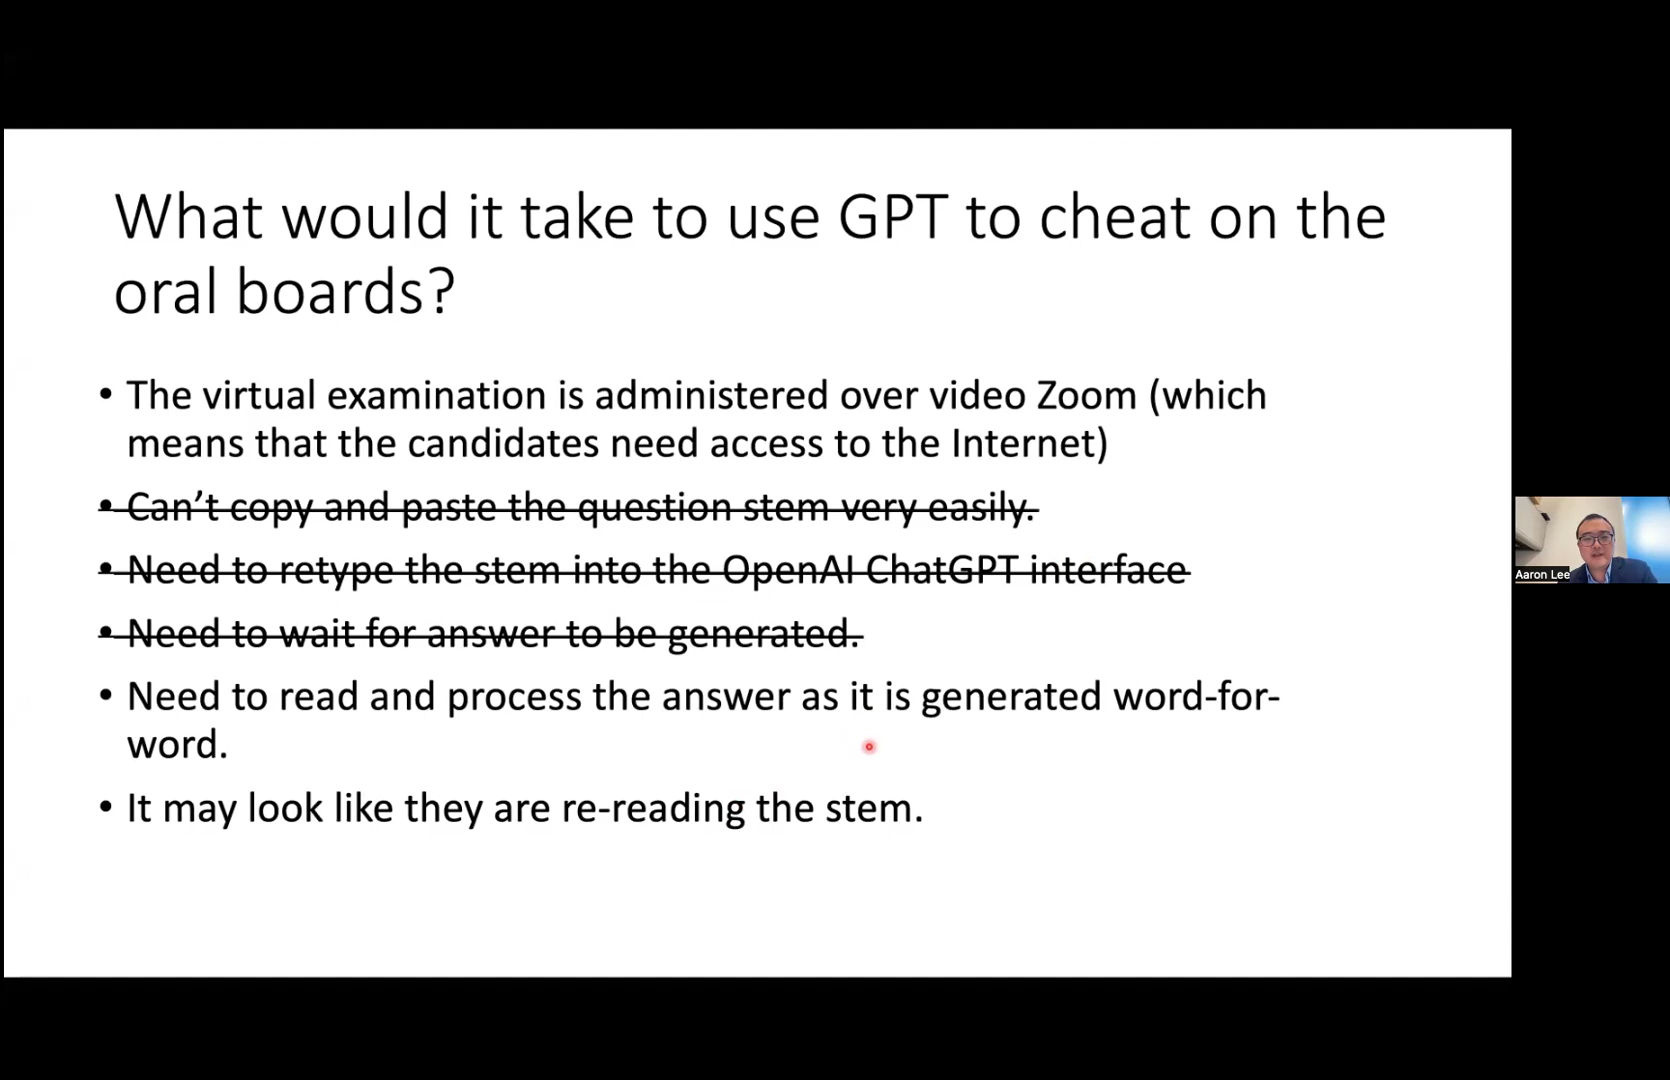 What would it take to use GPT to cheat on the
oral boards?
• The virtual examination is administered over video Zoom (which
means that the candidates need access to the Internet)
• Can’t copy and paste the question stem very easily.
• Need to retype the stem into the OpenAI ChatGPT interface
• Need to wait for answer to be generated.
• Need to read and process the answer as it is generated word-for-
word.
• It may look like they are re-reading the stem.
Aaron Lee